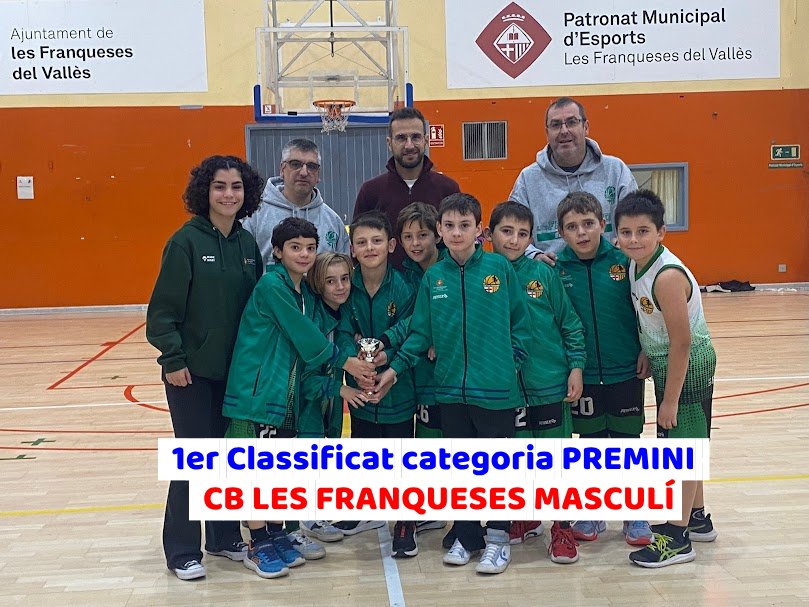 Ajuntament de
les Franqueses
del Vallès
Patronat Municipal
d'Esports
Les Franqueses del Vallès
20
1er Classificat categoria PREMINI
CB LES FRANQUESES MASCULÍ